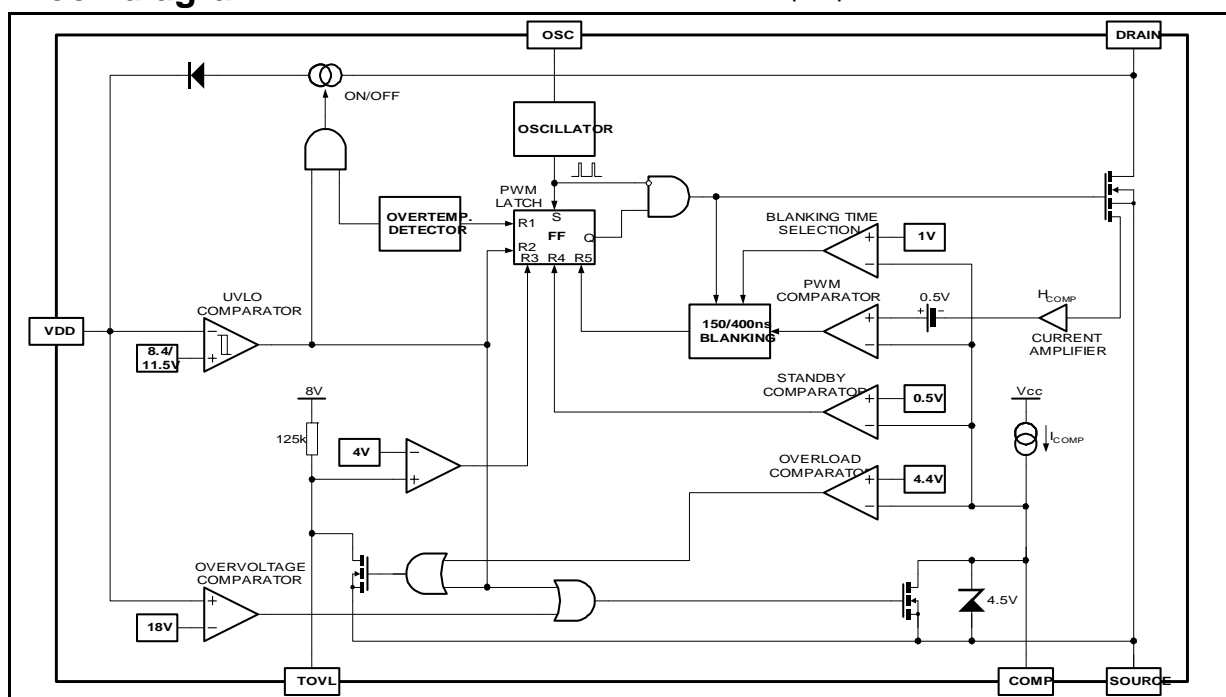 OSC
DRAIN
ON/OFF
OSCILLATOR
PWM
LATCH
BLANKING TIME
SELECTION
OVERTEMP.
DETECTOR
R1
S
FF
Q
R2
R3
R4
R5
1V
UVLO
COMPARATOR
PWM
COMPARATOR
0.5V
HCOMP
+
-
VDD
150/400ns
BLANKING
CURRENT
AMPLIFIER
8.4/
11.5V
STANDBY
COMPARATOR
8V
0.5V
Vcc
125k
4V
ICOMP
OVERLOAD
COMPARATOR
4.4V
OVERVOLTAGE
COMPARATOR
4.5V
18V
TOVL
COMP
SOURCE